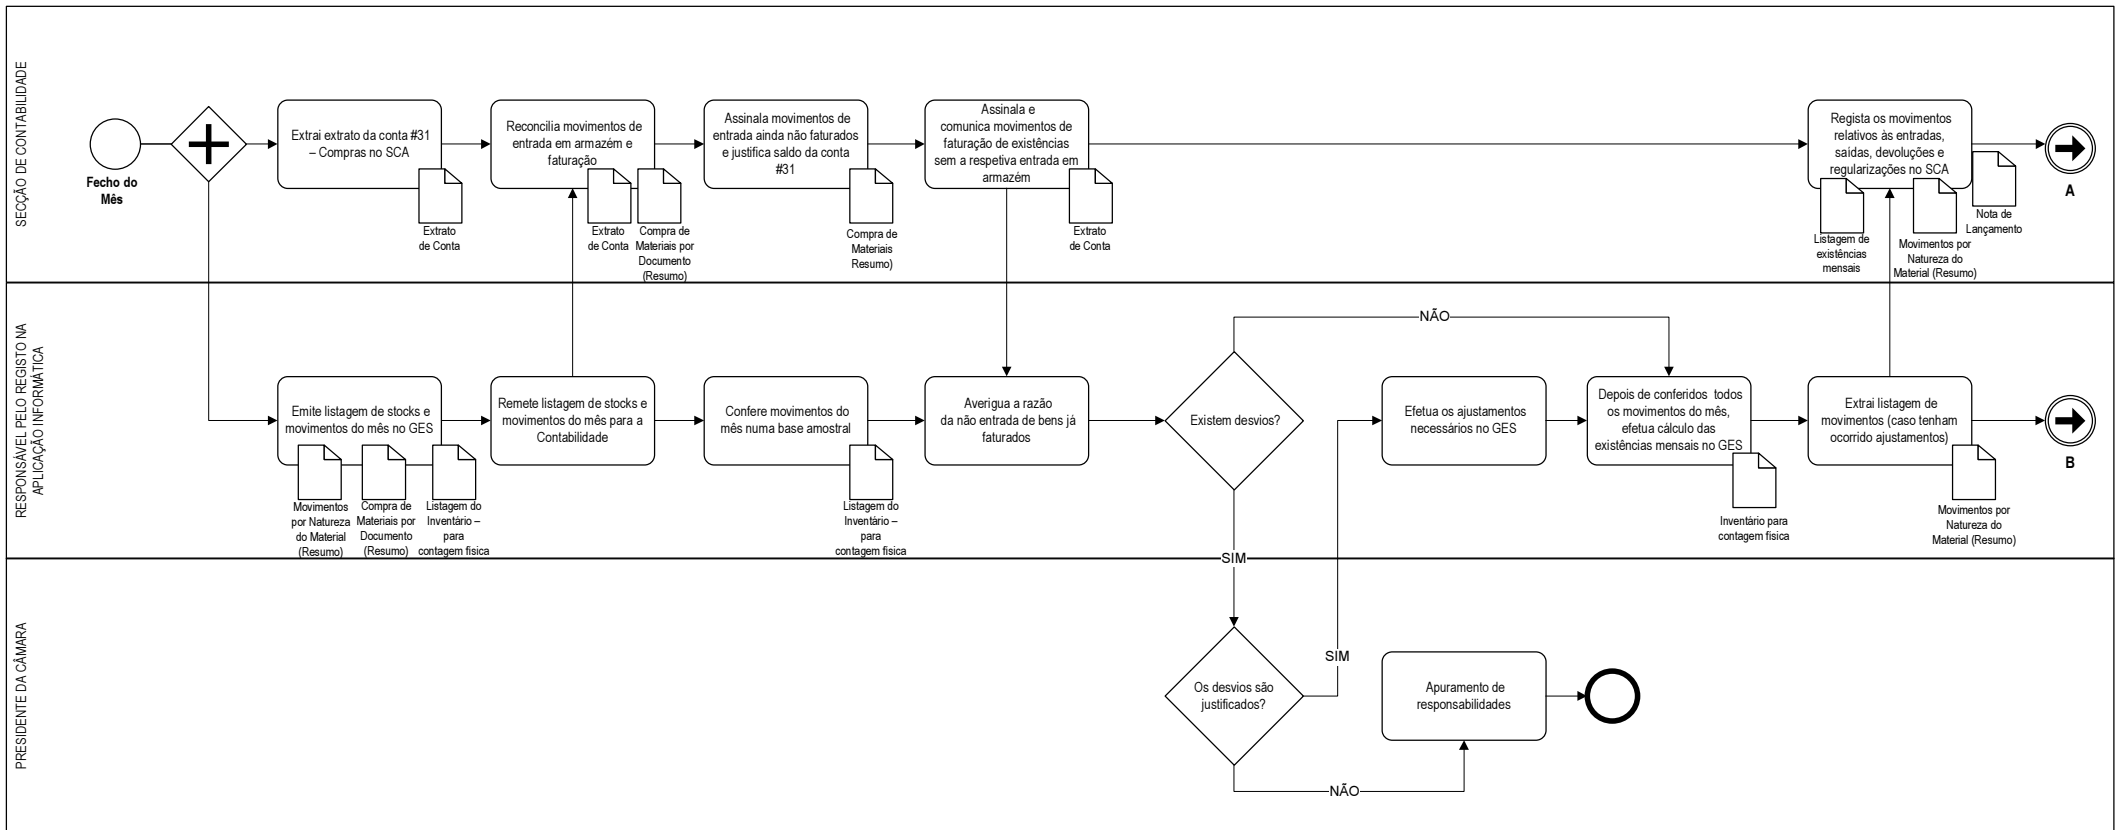 SECÇÃO DE CONTABILIDADE
Fecho do
Mês
Extrai extrato da conta #31
– Compras no SCA
Extrato
de Conta
Reconcilia movimentos de
entrada em armazém e
faturação
Extrato
de Conta
Compra de
Materiais por
Documento
(Resumo)
Assinala movimentos de
entrada ainda não faturados
e justifica saldo da conta
#31
Compra de
Materiais
Resumo)
Assinala e
comunica movimentos de
faturação de existências
sem a respetiva entrada em
armazém
Extrato
de Conta
Regista os movimentos
relativos às entradas,
saídas, devoluções e
regularizações no SCA
Listagem de
existências
mensais
Movimentos por
Natureza do
Material (Resumo)
Nota de
Lançamento
A
RESPONSÁVEL PELO REGISTO NA
APLICAÇÃO INFORMÁTICA
Emite listagem de stocks e
movimentos do mês no GES
Movimentos
por Natureza
do Material
(Resumo)
Compra de
Materiais por
Documento
(Resumo)
Listagem do
Inventário –
para
contagem física
Remete listagem de stocks e
movimentos do mês para a
Contabilidade
Confere movimentos do
mês numa base amostral
Listagem do
Inventário –
para
contagem física
Averigua a razão
da não entrada de bens já
faturados
Existem desvios?
NÃO
SIM
Efetua os ajustamentos
necessários no GES
Depois de conferidos todos
os movimentos do mês,
efetua cálculo das
existências mensais no GES
Inventário para
contagem física
Extrai listagem de
movimentos (caso tenham
ocorrido ajustamentos)
Movimentos por
Natureza do
Material (Resumo)
B
PRESIDENTE DA CÂMARA
Os desvios são
justificados?
SIM
NÃO
Apuramento de
responsabilidades